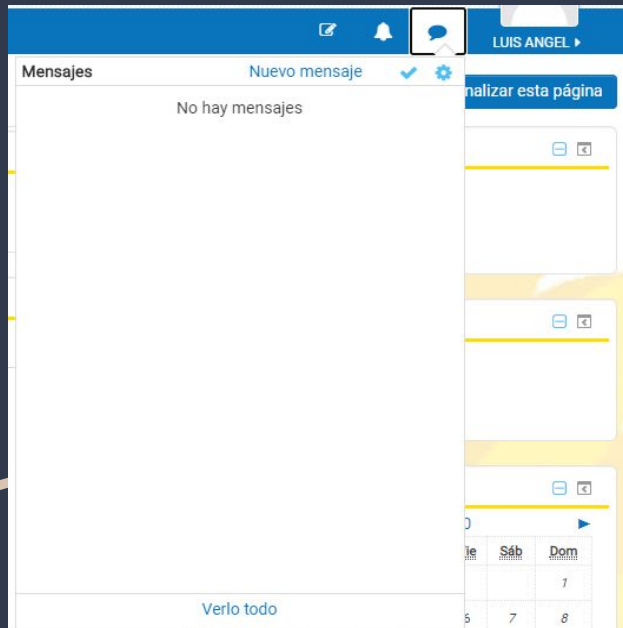 LUIS ANGEL
Mensajes Nuevo mensaje
nalizar esta página
No hay mensajes
Sáb Dom
1
7 8
Verlo todo